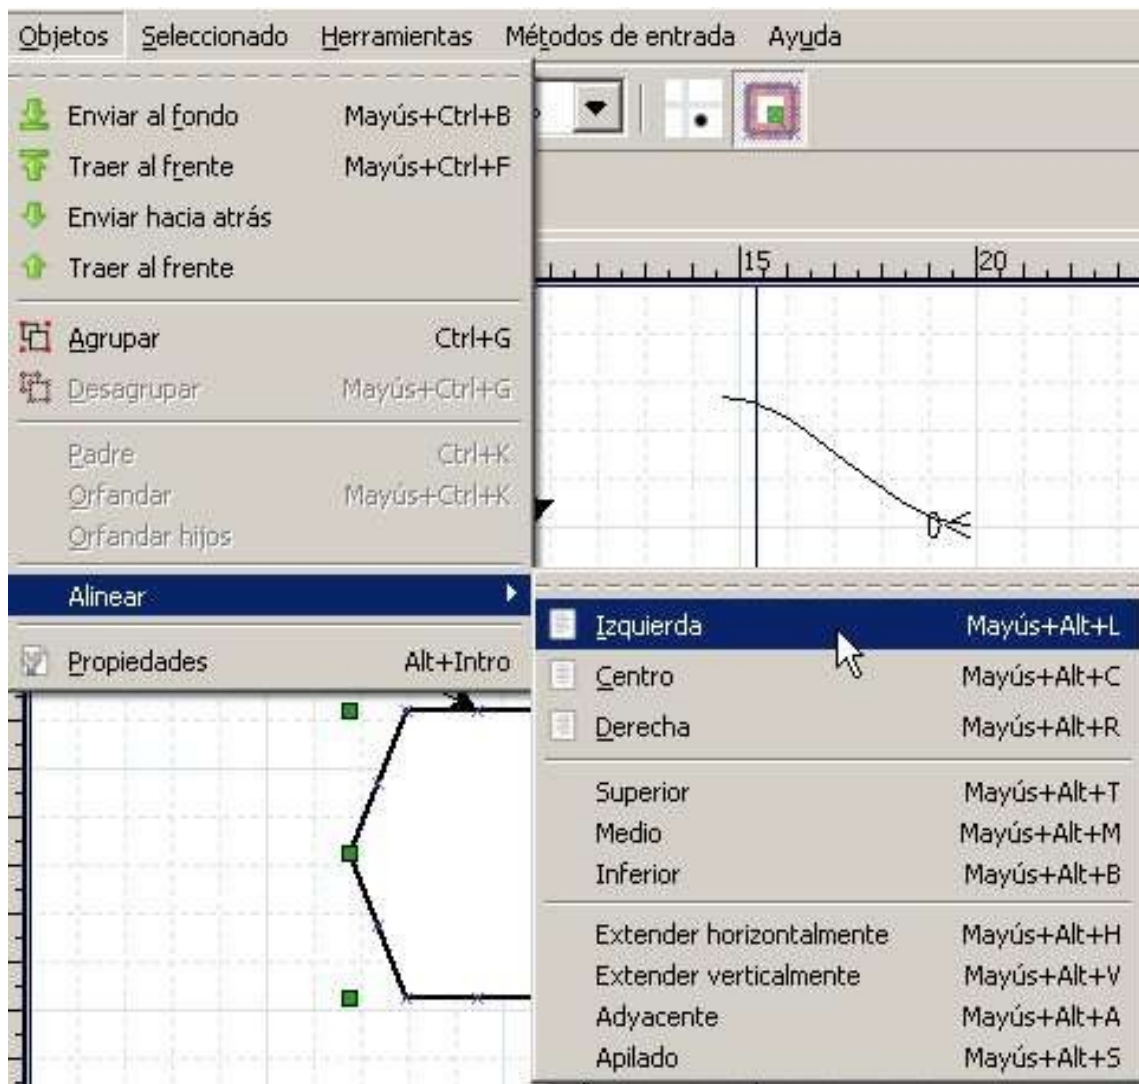 Objetos Seleccionado Herramientas Métodos de entrada Ayuda
Enviar al fondo Mayús+Ctrl+B
Traer al frente Mayús+Ctrl+F
Enviar hacia atrás
Traer al frente
Agrupar Ctrl+G
Desagrupar Mayús+Ctrl+G
Padre Ctrl+K
Orfandar Mayús+Ctrl+K
Orfandar hijos
Alinear
Propiedades Alt+Intro
15 20
Izquierda Mayús+Alt+L
Centro Mayús+Alt+C
Derecha Mayús+Alt+R
Superior Mayús+Alt+T
Medio Mayús+Alt+M
Inferior Mayús+Alt+B
Extender horizontalmente Mayús+Alt+H
Extender verticalmente Mayús+Alt+V
Adyacente Mayús+Alt+A
Apilado Mayús+Alt+S